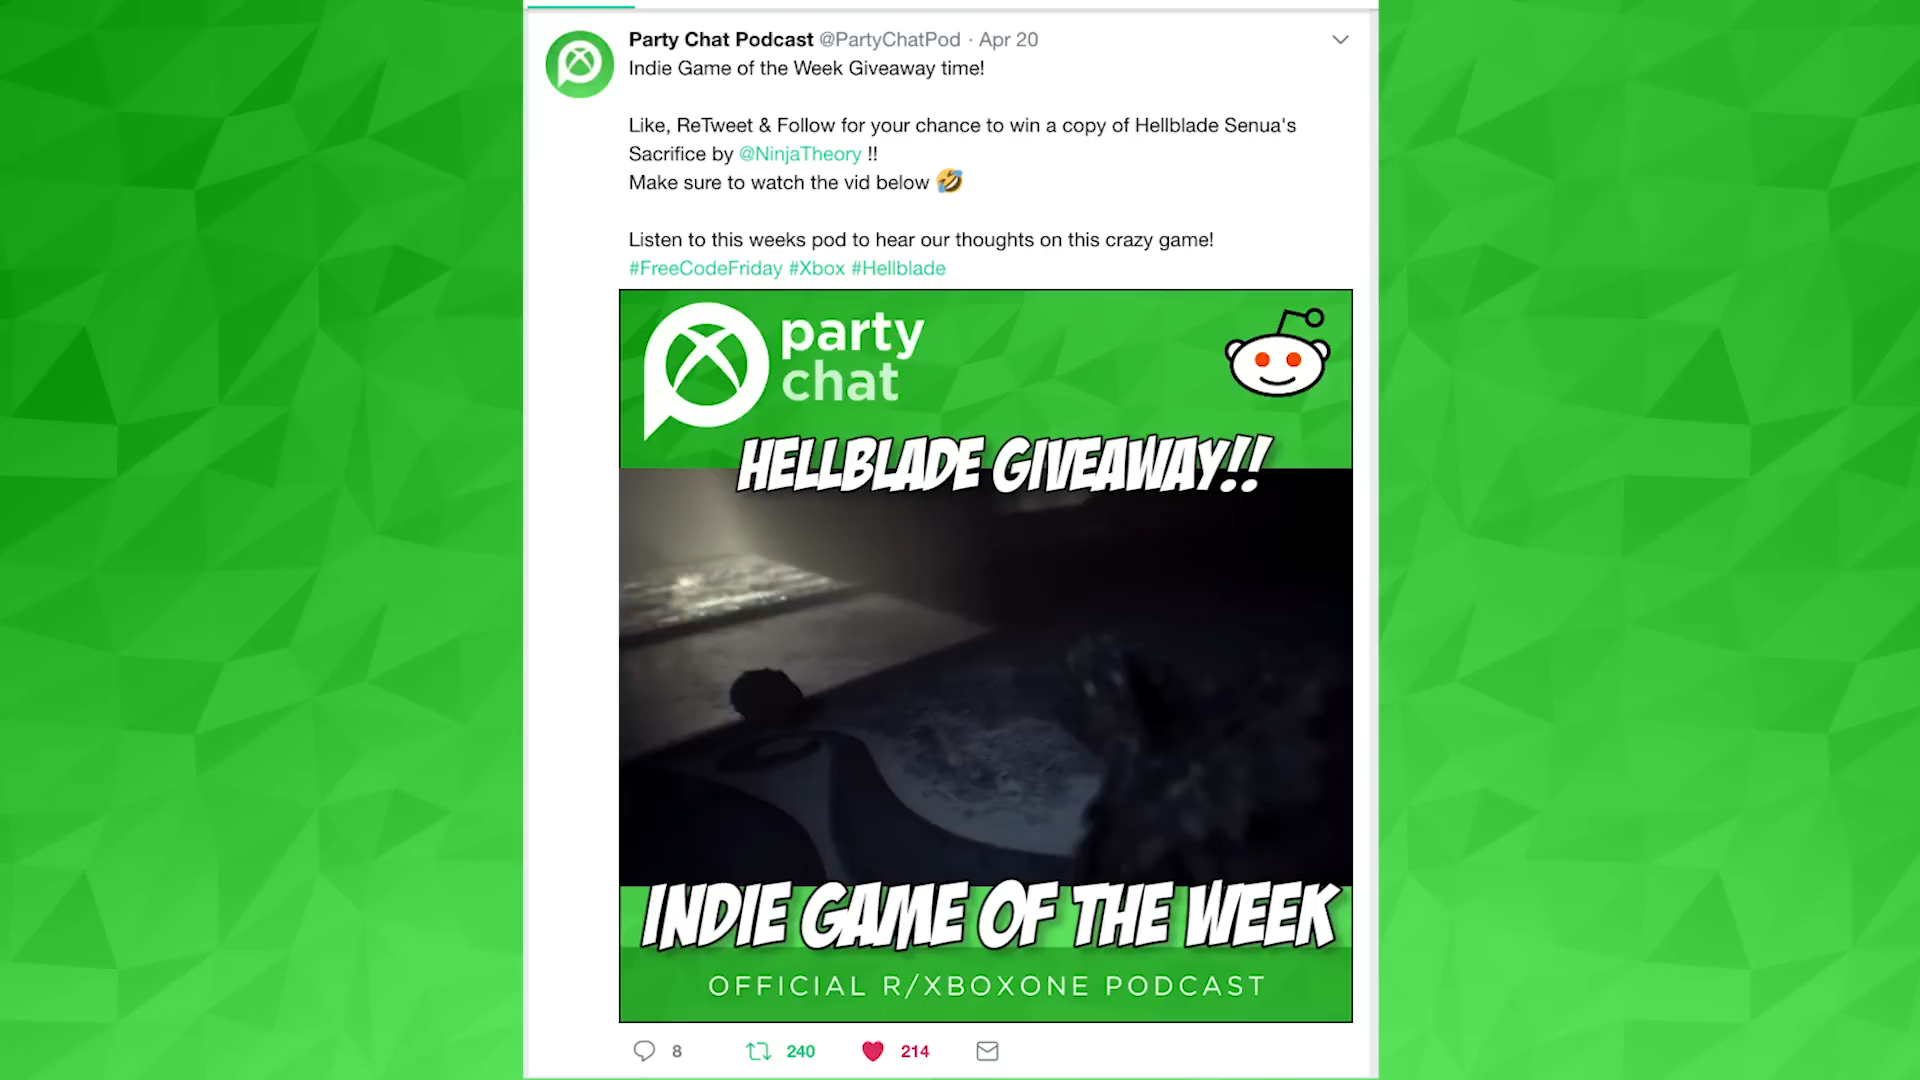 Party Chat Podcast @PartyChatPod · Apr 20
Indie Game of the Week Giveaway time!
Like, ReTweet & Follow for your chance to win a copy of Hellblade Senua's
Sacrifice by @NinjaTheory !!
Make sure to watch the vid below 🤣
Listen to this weeks pod to hear our thoughts on this crazy game!
#FreeCodeFriday #Xbox #Hellblade
party
chat
HELLBLADE GIVEAWAY!!
INDIE GAME OF THE WEEK
OFFICIAL R/XBOXONE PODCAST
8 240 214